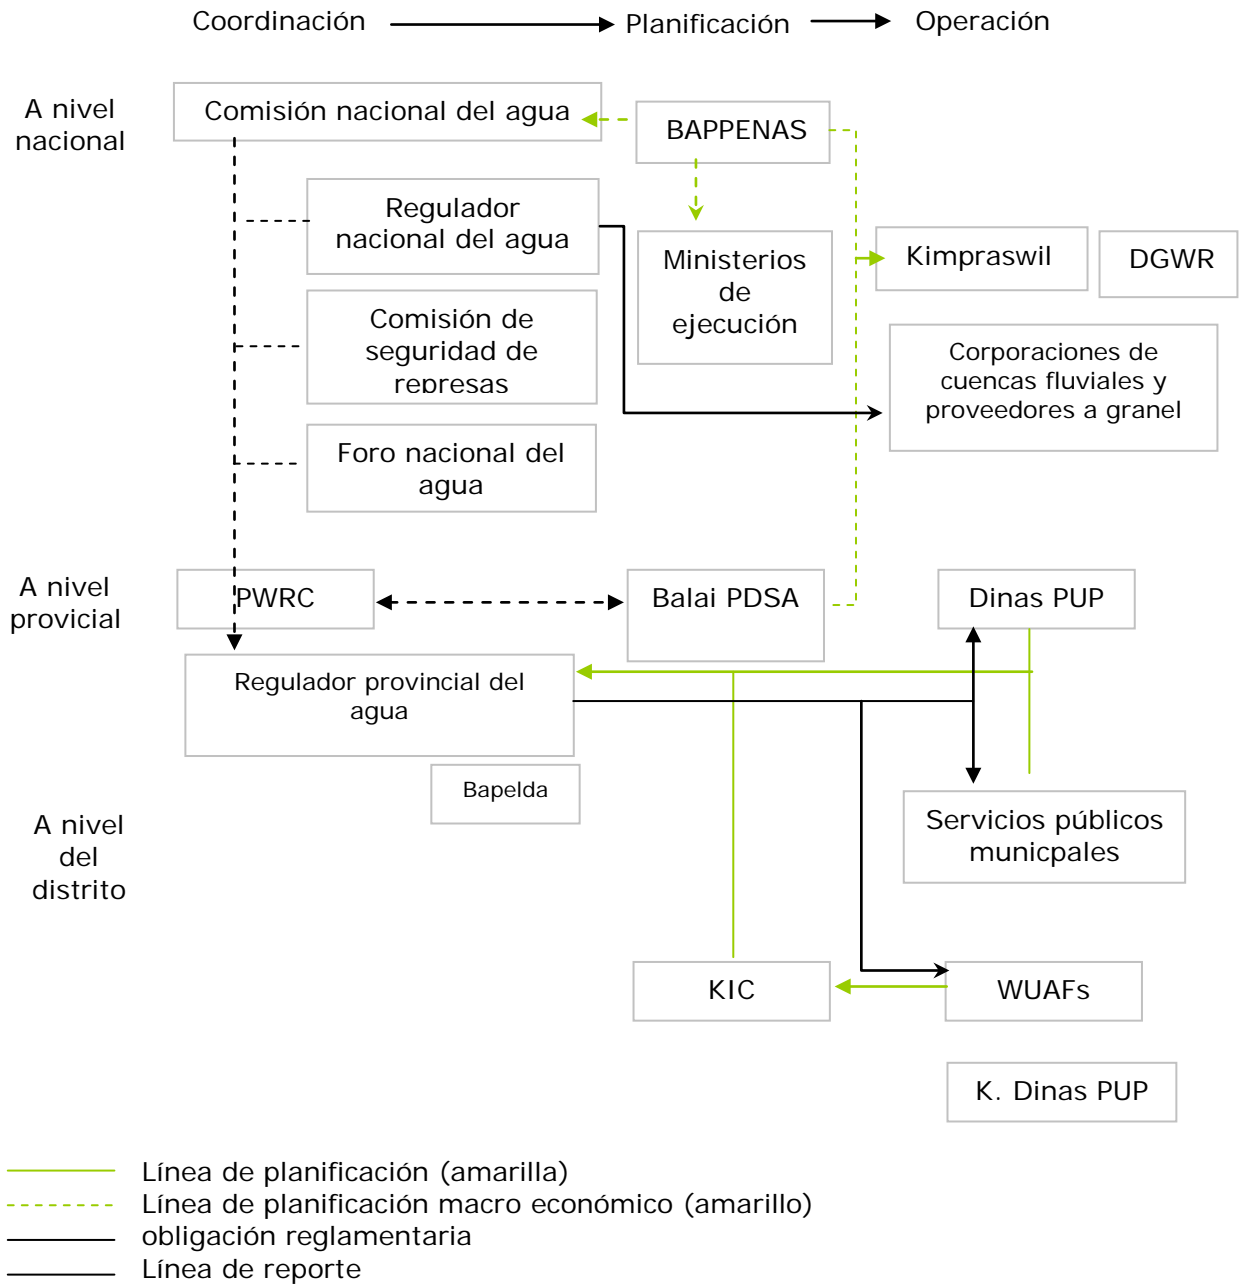 Coordinación
Planificación
Operación
A nivel
nacional
Comisión nacional del agua
BAPPENAS
Regulador
nacional del agua
Ministerios
de
ejecución
Kimpraswil
DGWR
Comisión de
seguridad de
represas
Corporaciones de
cuencas fluviales y
proveedores a granel
Foro nacional del
agua
A nivel
provicial
PWRC
Balai PDSA
Dinas PUP
Regulador provincial del
agua
Bapelda
A nivel
del
distrito
Servicios públicos
municpales
KIC
WUAFs
K. Dinas PUP
Línea de planificación (amarilla)
Línea de planificación macro económico (amarillo)
obligación reglamentaria
Línea de reporte